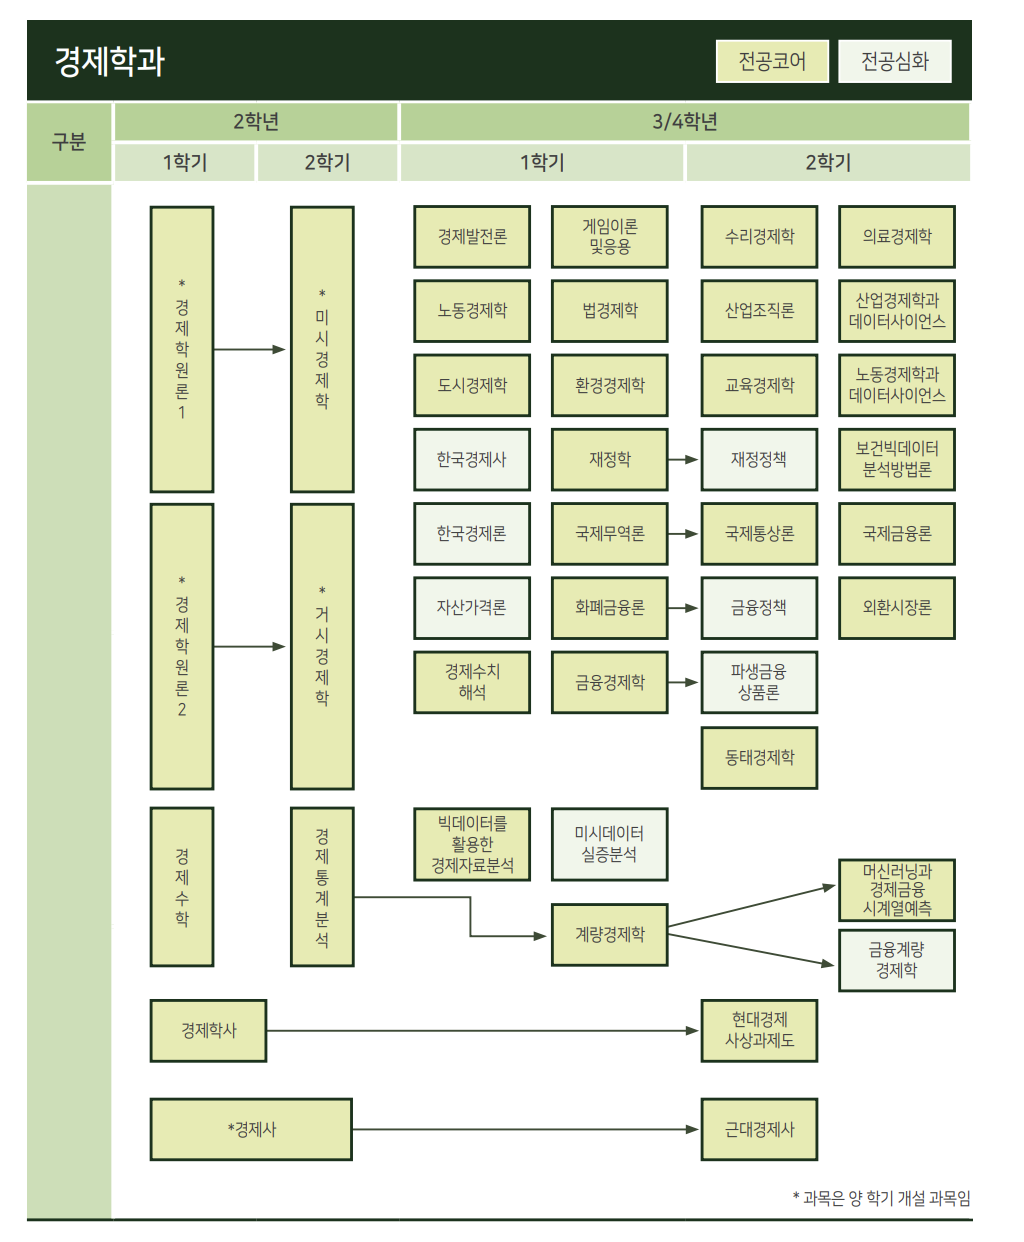 경제학과
전공코어
전공심화
구분
2학년
3/4학년
1학기
2학기
1학기
2학기
*
경
제
학
원
론
1
*
미
시
경
제
학
경제발전론
게임이론
및응용
수리경제학
의료경제학
노동경제학
법경제학
산업조직론
산업경제학과
데이터사이언스
도시경제학
환경경제학
교육경제학
노동경제학과
데이터사이언스
한국경제사
재정학
재정정책
보건빅데이터
분석방법론
*
경
제
학
원
론
2
*
거
시
경
제
학
한국경제론
국제무역론
국제통상론
국제금융론
자산가격론
화폐금융론
금융정책
외환시장론
경제수치
해석
금융경제학
파생금융
상품론
동태경제학
경
제
수
학
경
제
통
계
분
석
빅데이터를
활용한
경제자료분석
미시데이터
실증분석
계량경제학
머신러닝과
경제금융
시계열예측
금융계량
경제학
경제학사
현대경제
사상과제도
*경제사
근대경제사
* 과목은 양 학기 개설 과목임